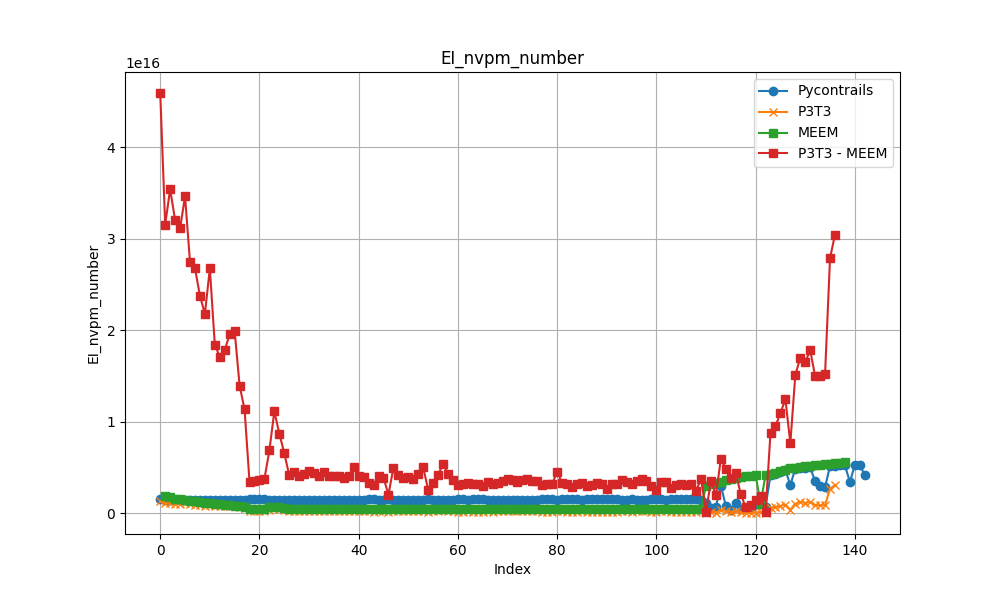 EI_nvpm_number
1e16
Pycontrails
P3T3
MEEM
P3T3 - MEEM
4
3
2
1
0
EI_nvpm_number
0 20 40 60 80 100 120 140
Index